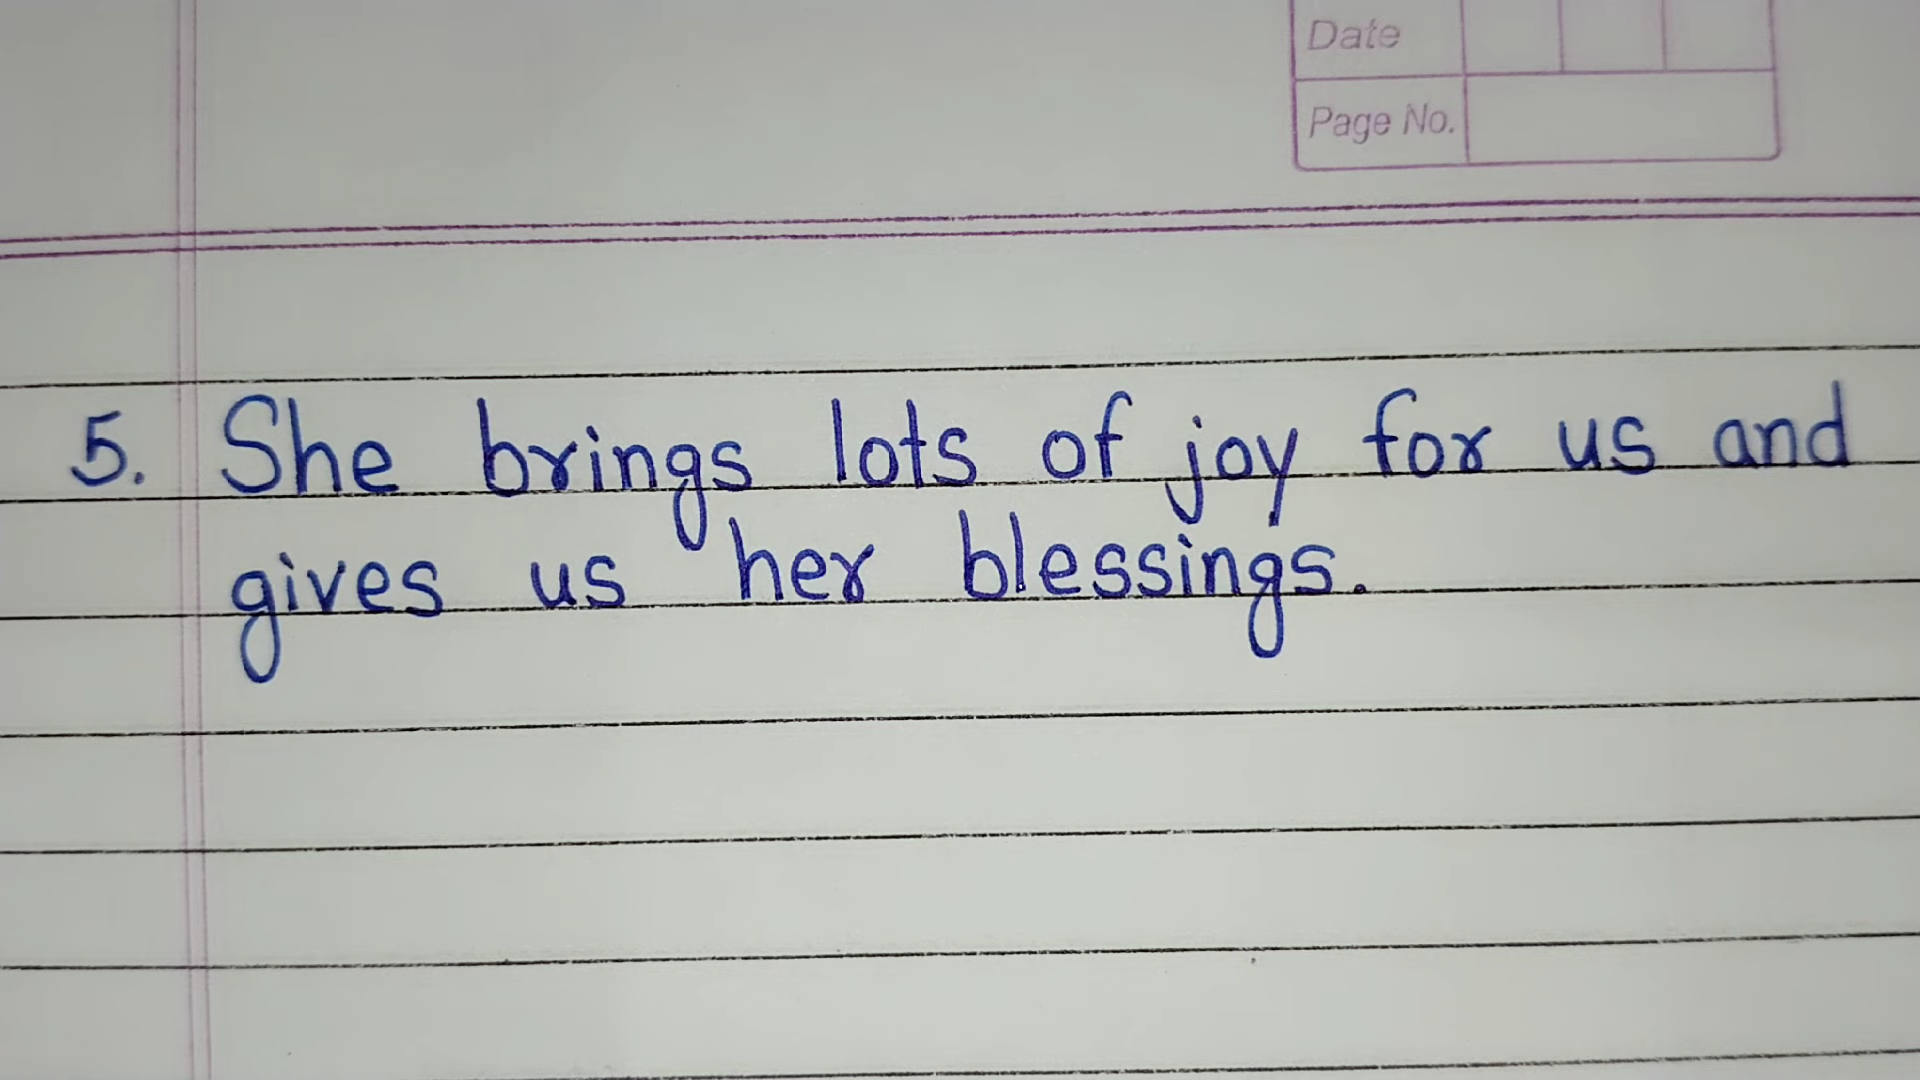 Date
Page No.
5. She brings lots of joy for us and
gives us her blessings.